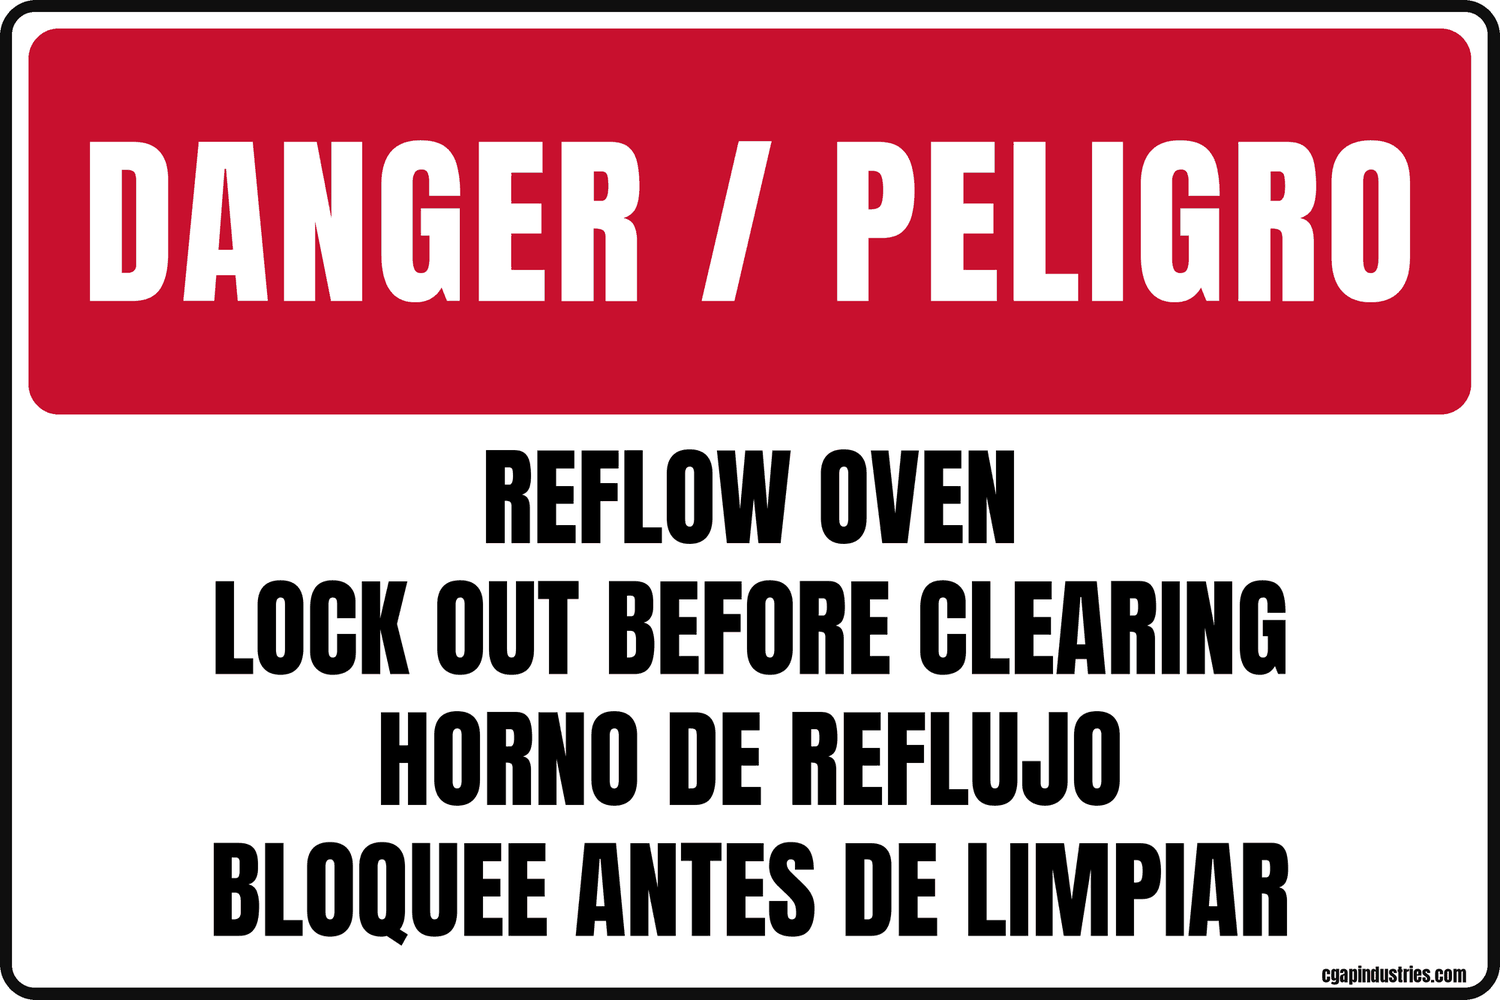 DANGER / PELIGRO
REFLOW OVEN
LOCK OUT BEFORE CLEARING
HORNO DE REFLUJO
BLOQUEE ANTES DE LIMPIAR
cgapindustries.com